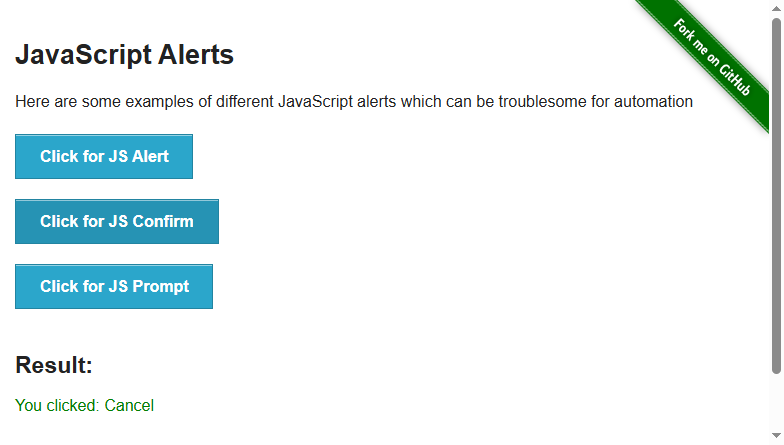 Fork me on GitHub
JavaScript Alerts
Here are some examples of different JavaScript alerts which can be troublesome for automation
Click for JS Alert
Click for JS Confirm
Click for JS Prompt
Result:
You clicked: Cancel